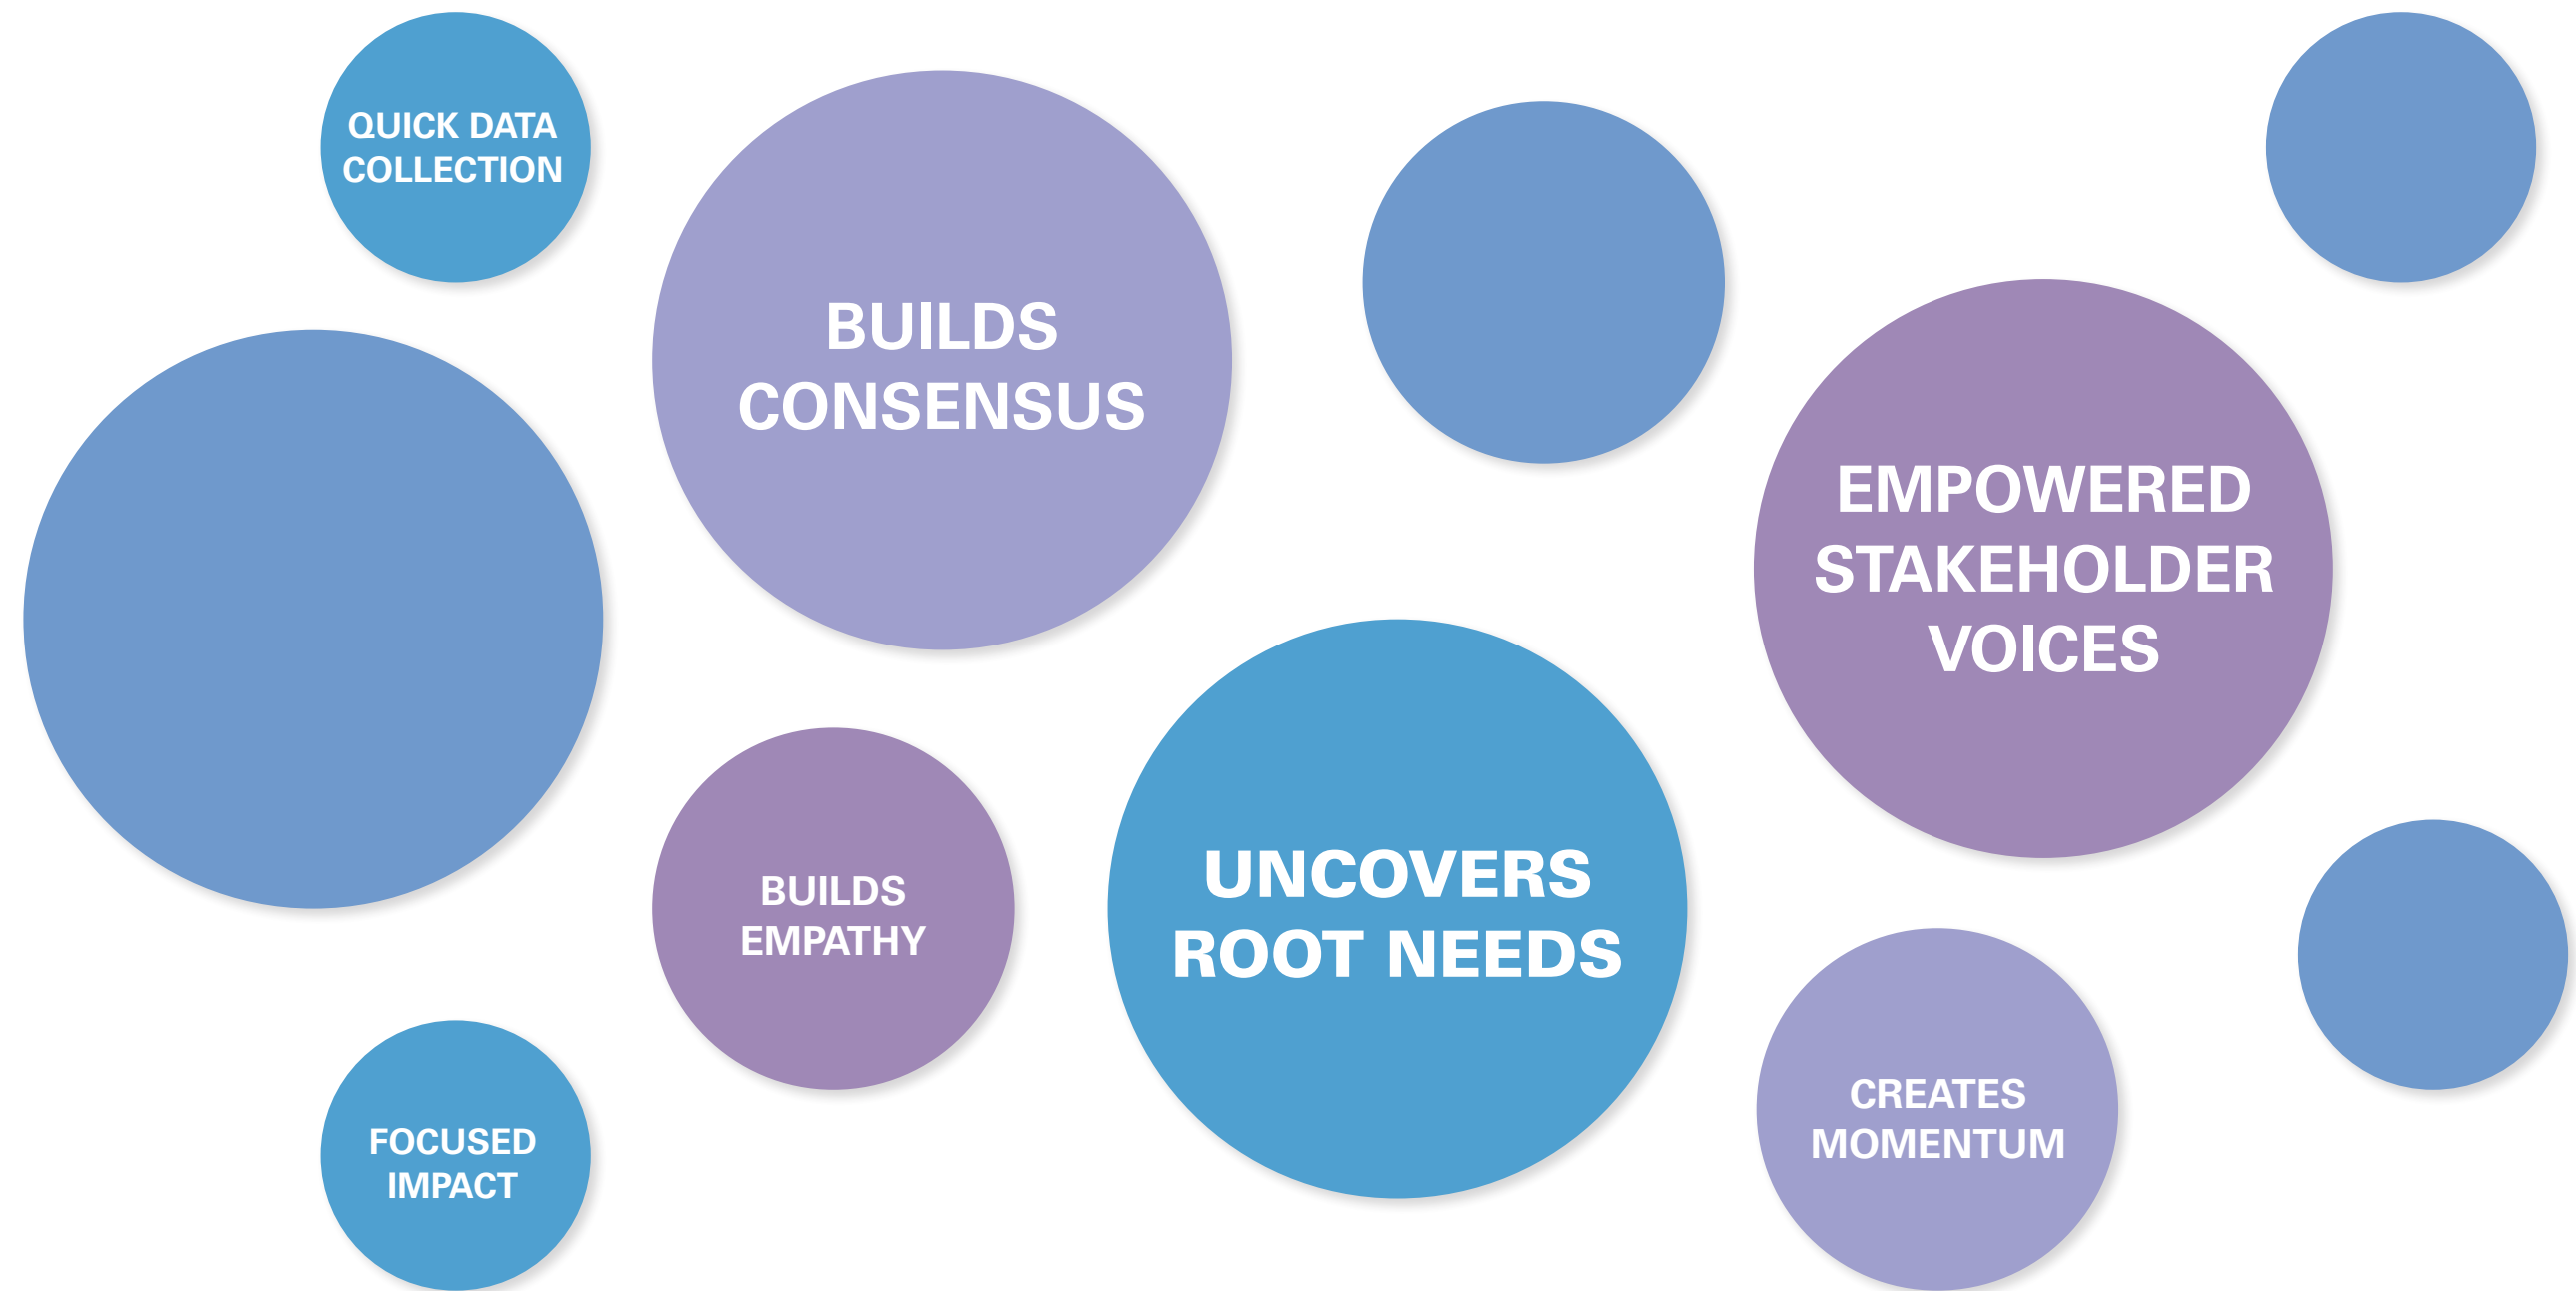 QUICK DATA
COLLECTION
BUILDS
CONSENSUS
EMPOWERED
STAKEHOLDER
VOICES
BUILDS
EMPATHY
UNCOVERS
ROOT NEEDS
CREATES
MOMENTUM
FOCUSED
IMPACT